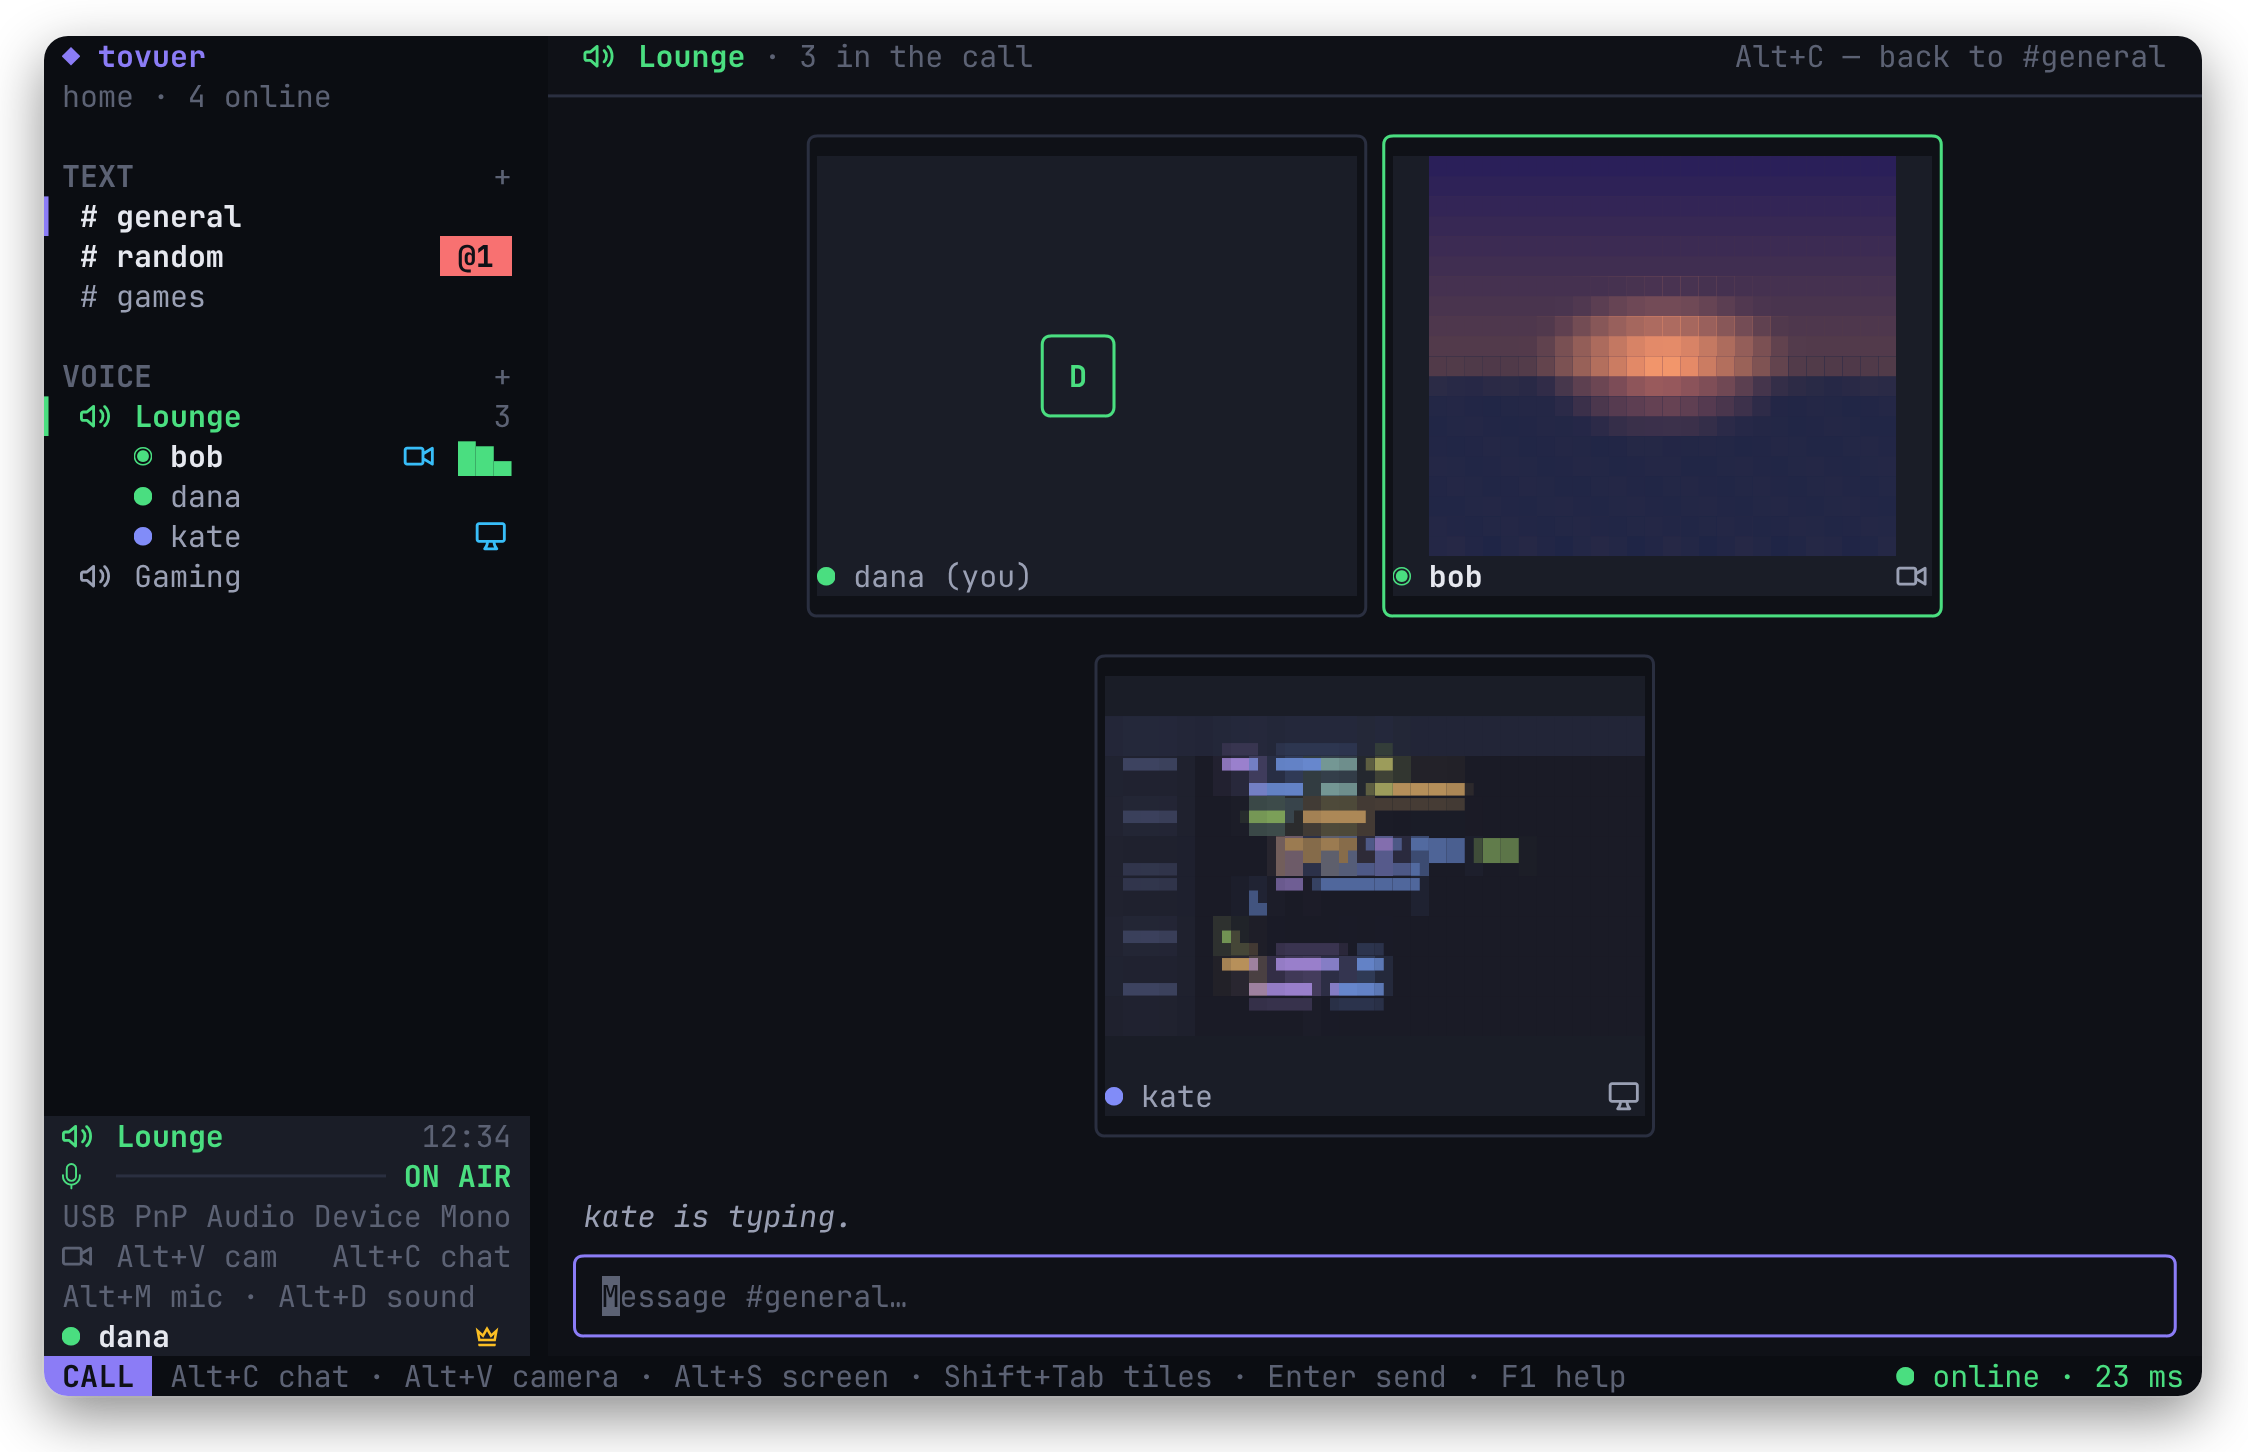 tovuer
home · 4 online
TEXT +
# general
# random @1
# games
VOICE +
Lounge 3
bob
dana
kate
Gaming
Lounge 12:34
ON AIR
USB PnP Audio Device Mono
Alt+V cam Alt+C chat
Alt+M mic · Alt+D sound
dana
Lounge · 3 in the call Alt+C — back to #general
D
dana (you)
bob
kate
kate is typing.
Message #general…
CALL Alt+C chat · Alt+V camera · Alt+S screen · Shift+Tab tiles · Enter send · F1 help online · 23 ms